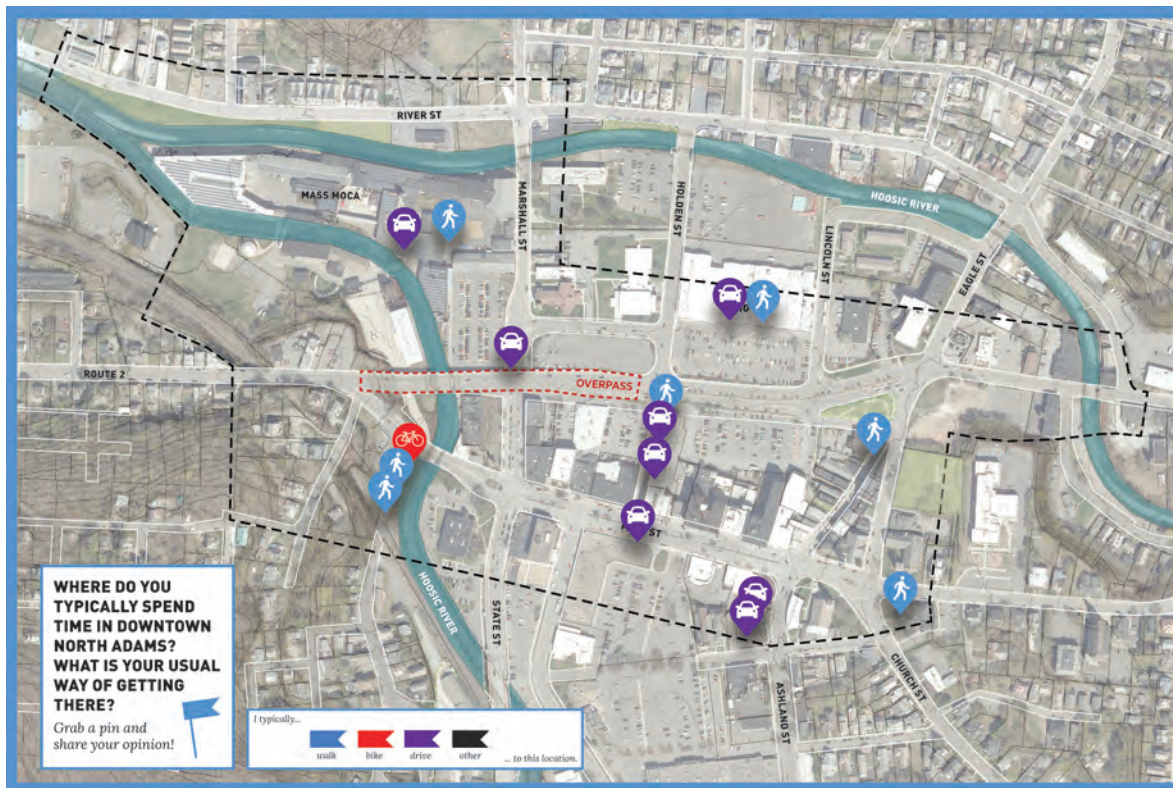 RIVER ST
MASS MOCA
MARSHALL ST
HOLDEN ST
HOOSIC RIVER
LINCOLN ST
EAGLE ST
ROUTE 2
OVERPASS
ST
HOOSIC RIVER
STATE ST
ASHLAND ST
CHURCH ST
WHERE DO YOU
TYPICALLY SPEND
TIME IN DOWNTOWN
NORTH ADAMS?
WHAT IS YOUR USUAL
WAY OF GETTING
THERE?
Grab a pin and
share your opinion!
I typically...
walk bike drive other
... to this location.